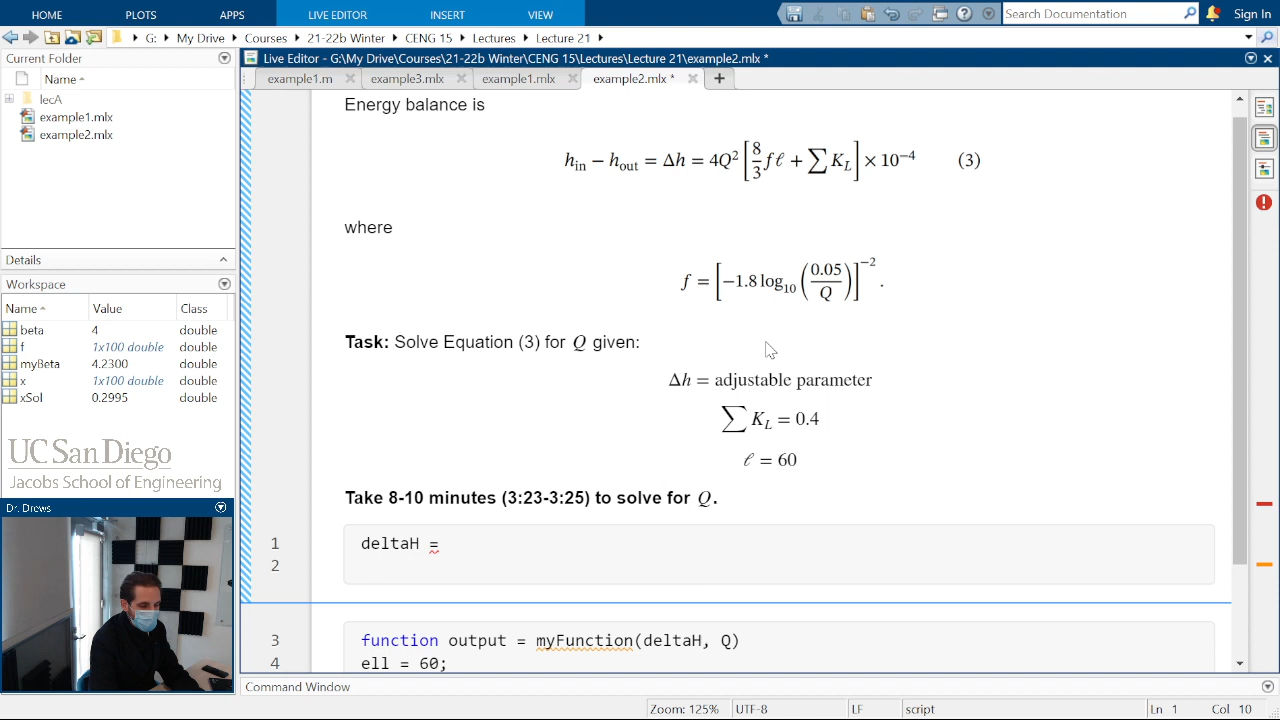 HOME PLOTS APPS LIVE EDITOR INSERT VIEW Search Documentation Sign In
G: My Drive Courses 21-22b Winter CENG 15 Lectures Lecture 21
Current Folder
Live Editor - G:\My Drive\Courses\21-22b Winter\CENG 15\Lectures\Lecture 21\example2.mlx *
example1.m example3.mlx example1.mlx example2.mlx * +
Name
lecA
example1.mlx
example2.mlx
Details
Workspace
Name Value Class
beta 4 double
f 1x100 double double
myBeta 4.2300 double
x 1x100 double double
xSol 0.2995 double
UC San Diego
Jacobs School of Engineering
Dr. Drews
Energy balance is
h_in − h_out = Δh = 4Q² [8/3 fℓ + ∑ K_L] × 10⁻⁴ (3)
where
f = [−1.8 log₁₀ (0.05/Q)]⁻² .
Task: Solve Equation (3) for Q given:
Δh = adjustable parameter
∑ K_L = 0.4
ℓ = 60
Take 8-10 minutes (3:23-3:25) to solve for Q.
1 deltaH =
2
3 function output = myFunction(deltaH, Q)
4 ell = 60;
Command Window
Zoom: 125% UTF-8 LF script Ln 1 Col 10